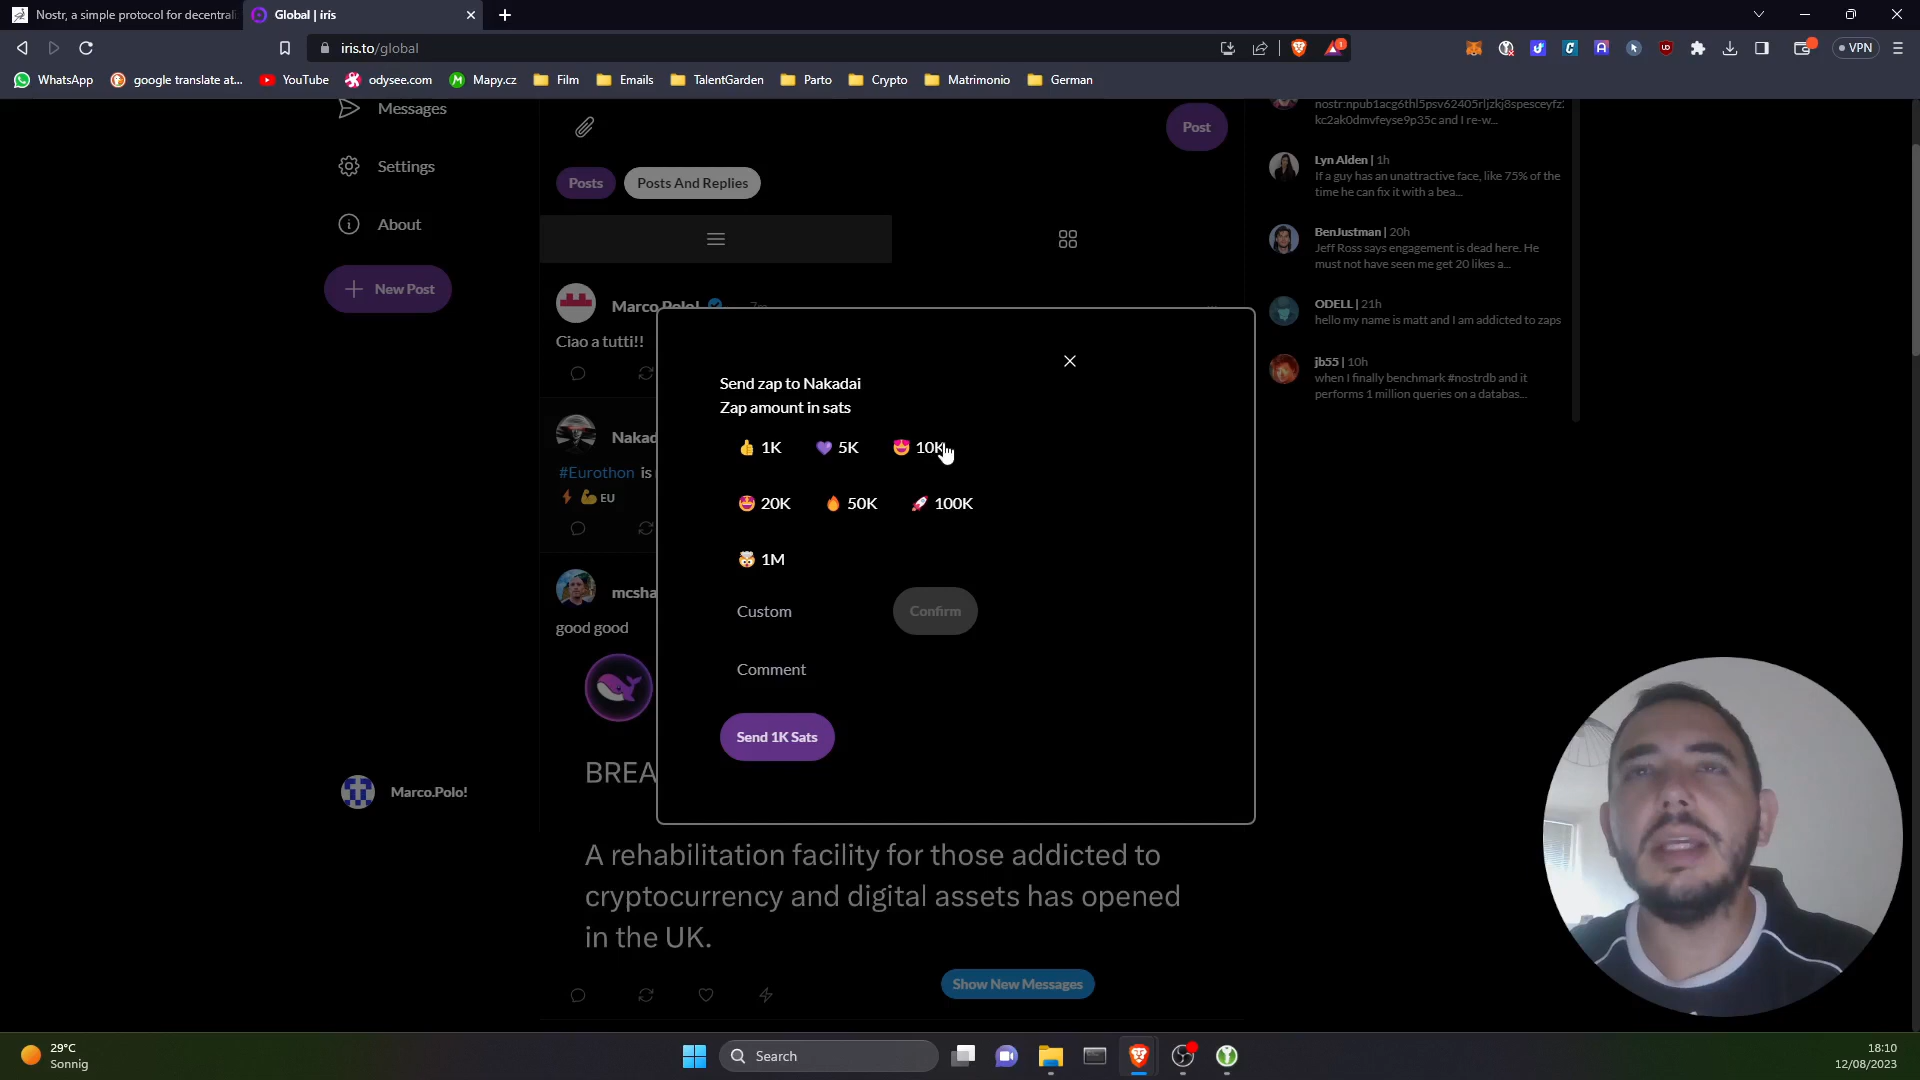 Nostr, a simple protocol for decentrali
Global | iris
iris.to/global
1
VPN
WhatsApp
google translate at...
YouTube
odysee.com
Mapy.cz
Film
Emails
TalentGarden
Parto
Crypto
Matrimonio
German
Messages
Settings
About
New Post
Marco.Polo!
Post
Posts
Posts And Replies
Marco.Polo!
7m
Ciao a tutti!!
Nakad
#Eurothon is
EU
mcsha
good good
BREA
A rehabilitation facility for those addicted to
cryptocurrency and digital assets has opened
in the UK.
Show New Messages
Send zap to Nakadai
Zap amount in sats
1K
5K
10K
20K
50K
100K
1M
Custom
Confirm
Comment
Send 1K Sats
kc2ak0dmvfeyse9p35c and I re-w...
Lyn Alden | 1h
If a guy has an unattractive face, like 75% of the
time he can fix it with a bea...
BenJustman | 20h
Jeff Ross says engagement is dead here. He
must not have seen me get 20 likes a...
ODELL | 21h
hello my name is matt and I am addicted to zaps
jb55 | 10h
when I finally benchmark #nostrdb and it
performs 1 million queries on a databas...
29°C
Sonnig
Search
18:10
12/08/2023